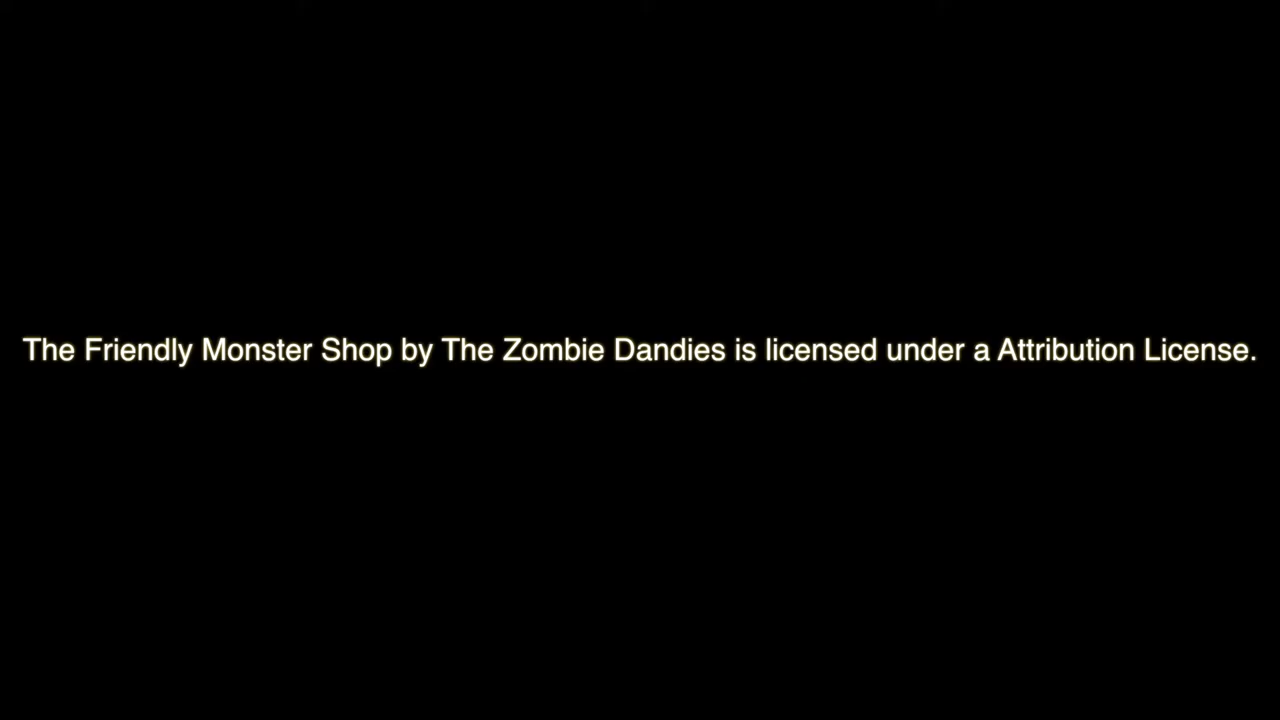 The Friendly Monster Shop by The Zombie Dandies is licensed under a Attribution License.